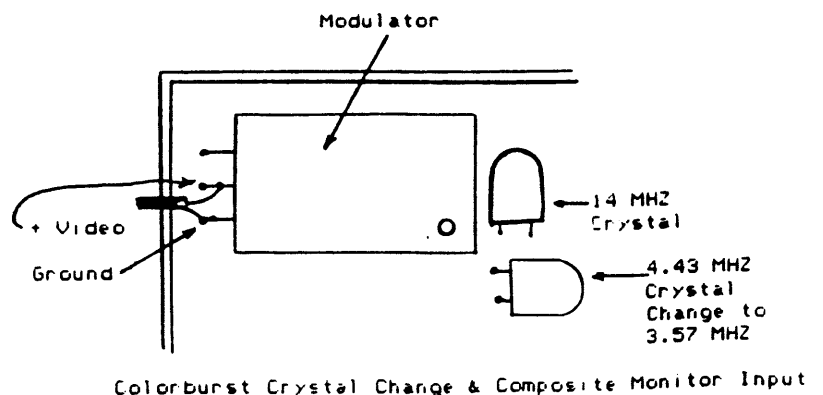 Modulator
14 MHZ
Crystal
+ Video
Ground
4.43 MHZ
Crystal
Change to
3.57 MHZ
Colorburst Crystal Change & Composite Monitor Input